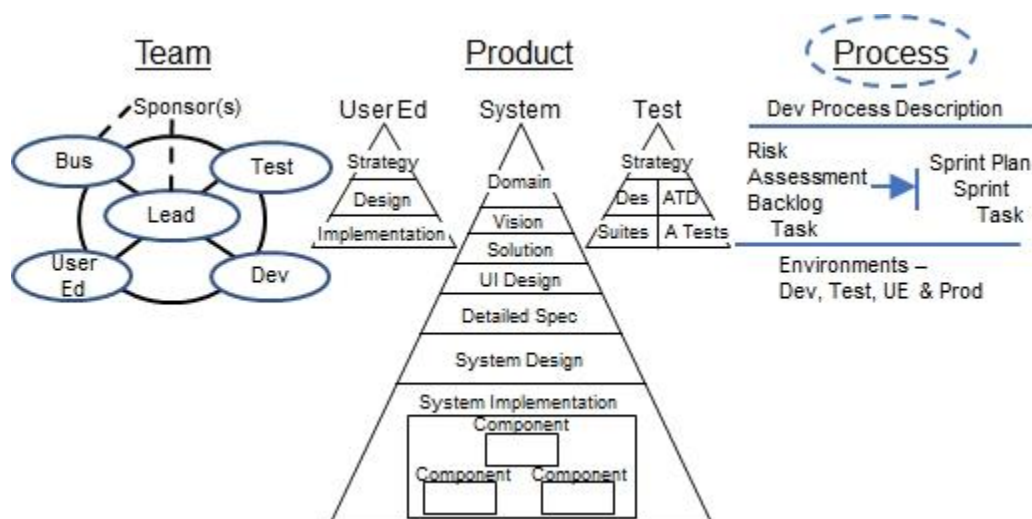 Team
Sponsor(s)
Bus
Test
Lead
User
Ed
Dev
Product
User Ed
System
Test
Strategy
Design
Implementation
Domain
Vision
Solution
UI Design
Detailed Spec
System Design
System Implementation
Component
Component
Component
Strategy
Des
ATD
Suites
A Tests
Process
Dev Process Description
Risk
Assessment
Backlog
Task
Sprint Plan
Sprint
Task
Environments –
Dev, Test, UE & Prod